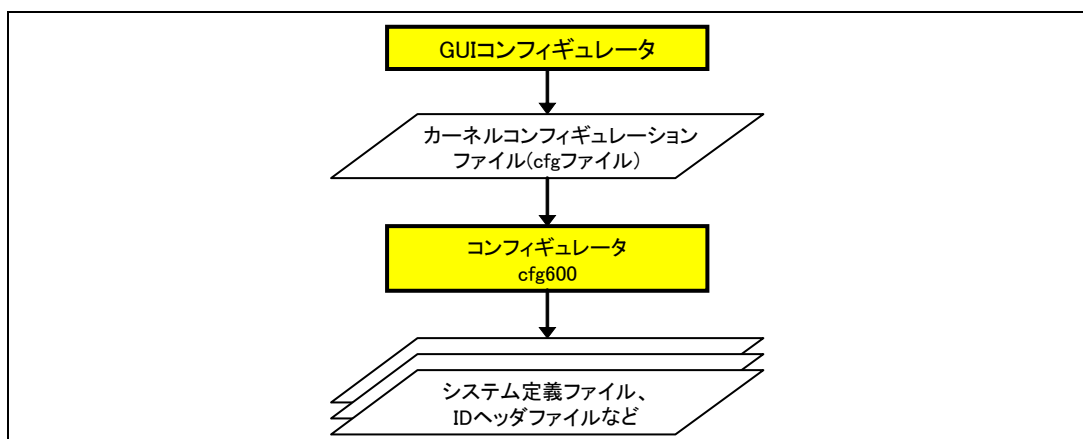 GUIコンフィギュレータ
カーネルコンフィギュレーション
ファイル(cfgファイル)
コンフィギュレータ
cfg600
システム定義ファイル、
IDヘッダファイルなど